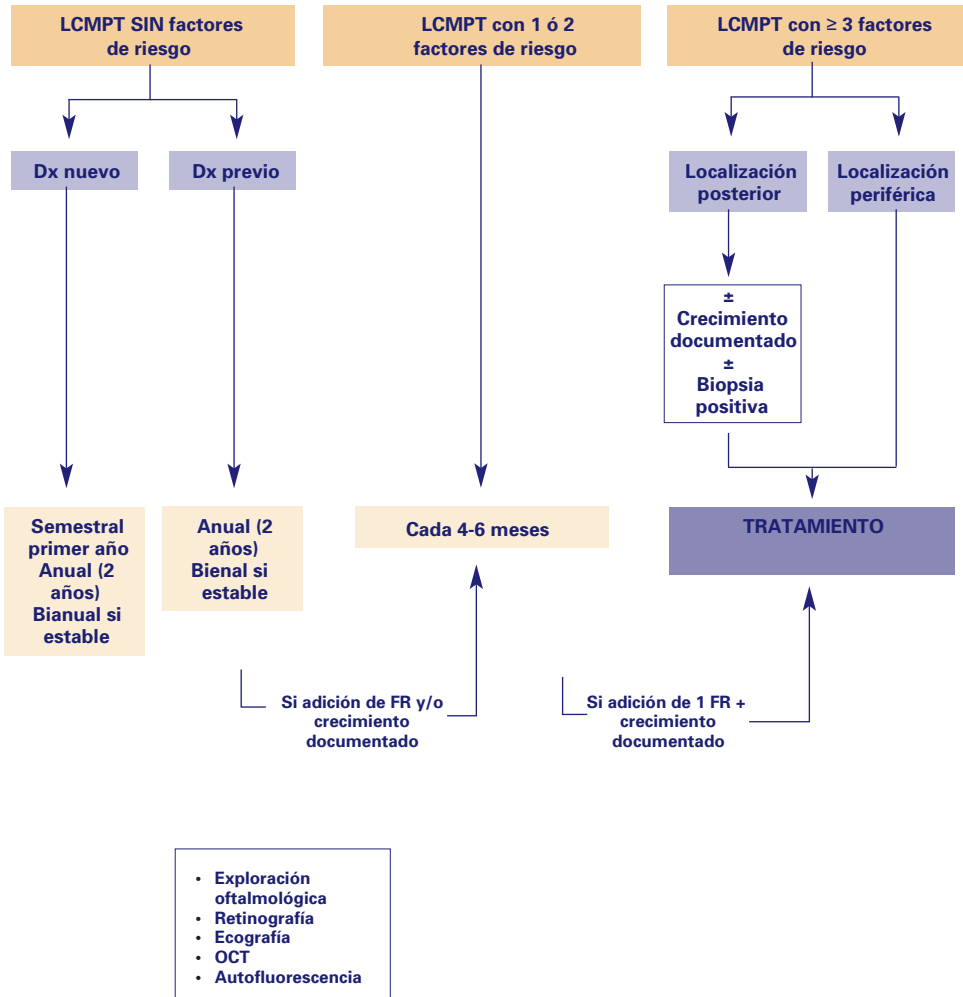 LCMPT SIN factores
de riesgo
LCMPT con 1 ó 2
factores de riesgo
LCMPT con ≥ 3 factores
de riesgo
Dx nuevo
Dx previo
Localización
posterior
Localización
periférica
±
Crecimiento
documentado
±
Biopsia
positiva
Semestral
primer año
Anual (2
años)
Bianual si
estable
Anual (2
años)
Bienal si
estable
Cada 4-6 meses
TRATAMIENTO
Si adición de FR y/o
crecimiento
documentado
Si adición de 1 FR +
crecimiento
documentado
• Exploración
oftalmológica
• Retinografía
• Ecografía
• OCT
• Autofluorescencia